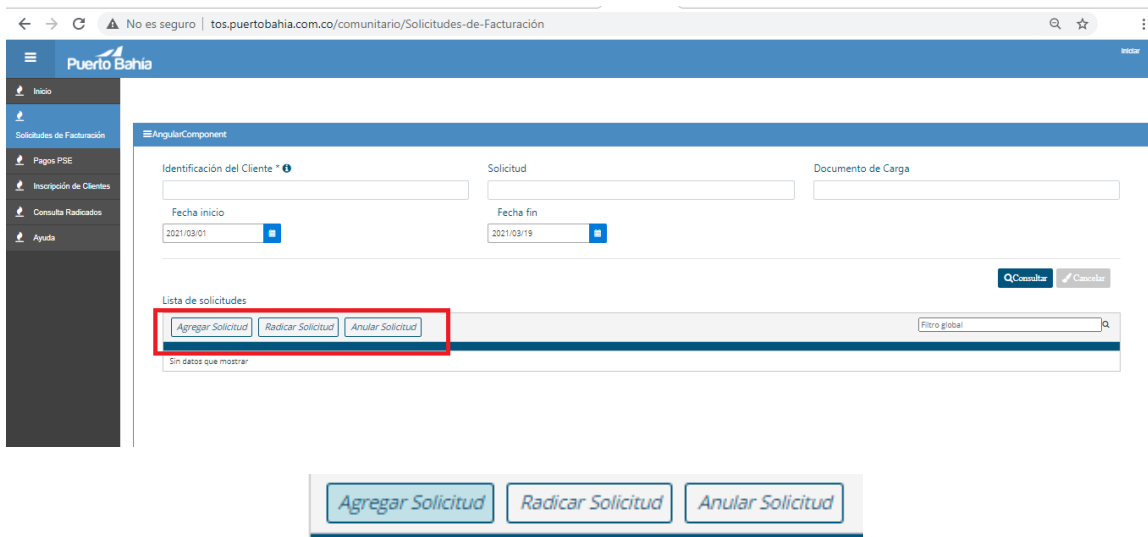 No es seguro | tos.puertobahia.com.co/comunitario/Solicitudes-de-Facturación
Puerto Bahía
Iniciar
Inicio
Solicitudes de Facturación
Pagos PSE
Inscripción de Clientes
Consulta Radicados
Ayuda
AngularComponent
Identificación del Cliente * Solicitud Documento de Carga
Fecha inicio Fecha fin
2021/03/01 2021/03/19
Consultar Cancelar
Lista de solicitudes
Agregar Solicitud Radicar Solicitud Anular Solicitud Filtro global
Sin datos que mostrar
Agregar Solicitud Radicar Solicitud Anular Solicitud